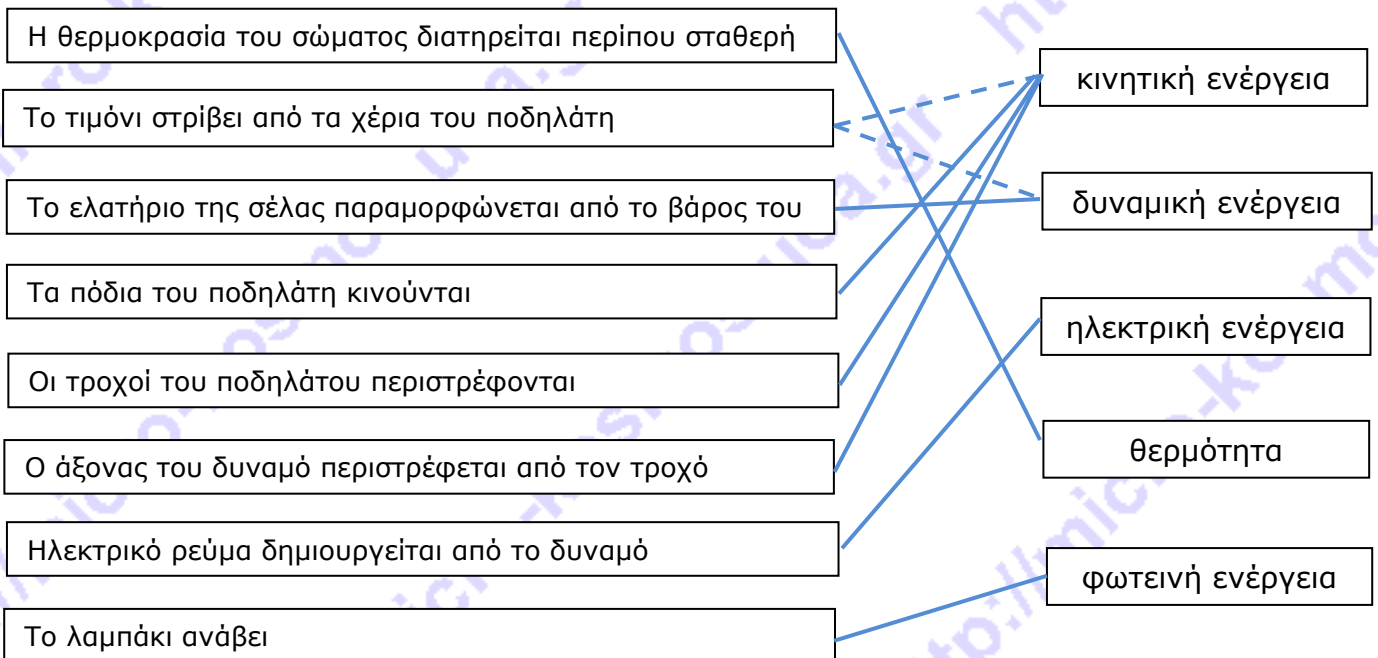 Η θερμοκρασία του σώματος διατηρείται περίπου σταθερή
Το τιμόνι στρίβει από τα χέρια του ποδηλάτη
Το ελατήριο της σέλας παραμορφώνεται από το βάρος του
Τα πόδια του ποδηλάτη κινούνται
Οι τροχοί του ποδηλάτου περιστρέφονται
Ο άξονας του δυναμό περιστρέφεται από τον τροχό
Ηλεκτρικό ρεύμα δημιουργείται από το δυναμό
Το λαμπάκι ανάβει
κινητική ενέργεια
δυναμική ενέργεια
ηλεκτρική ενέργεια
θερμότητα
φωτεινή ενέργεια